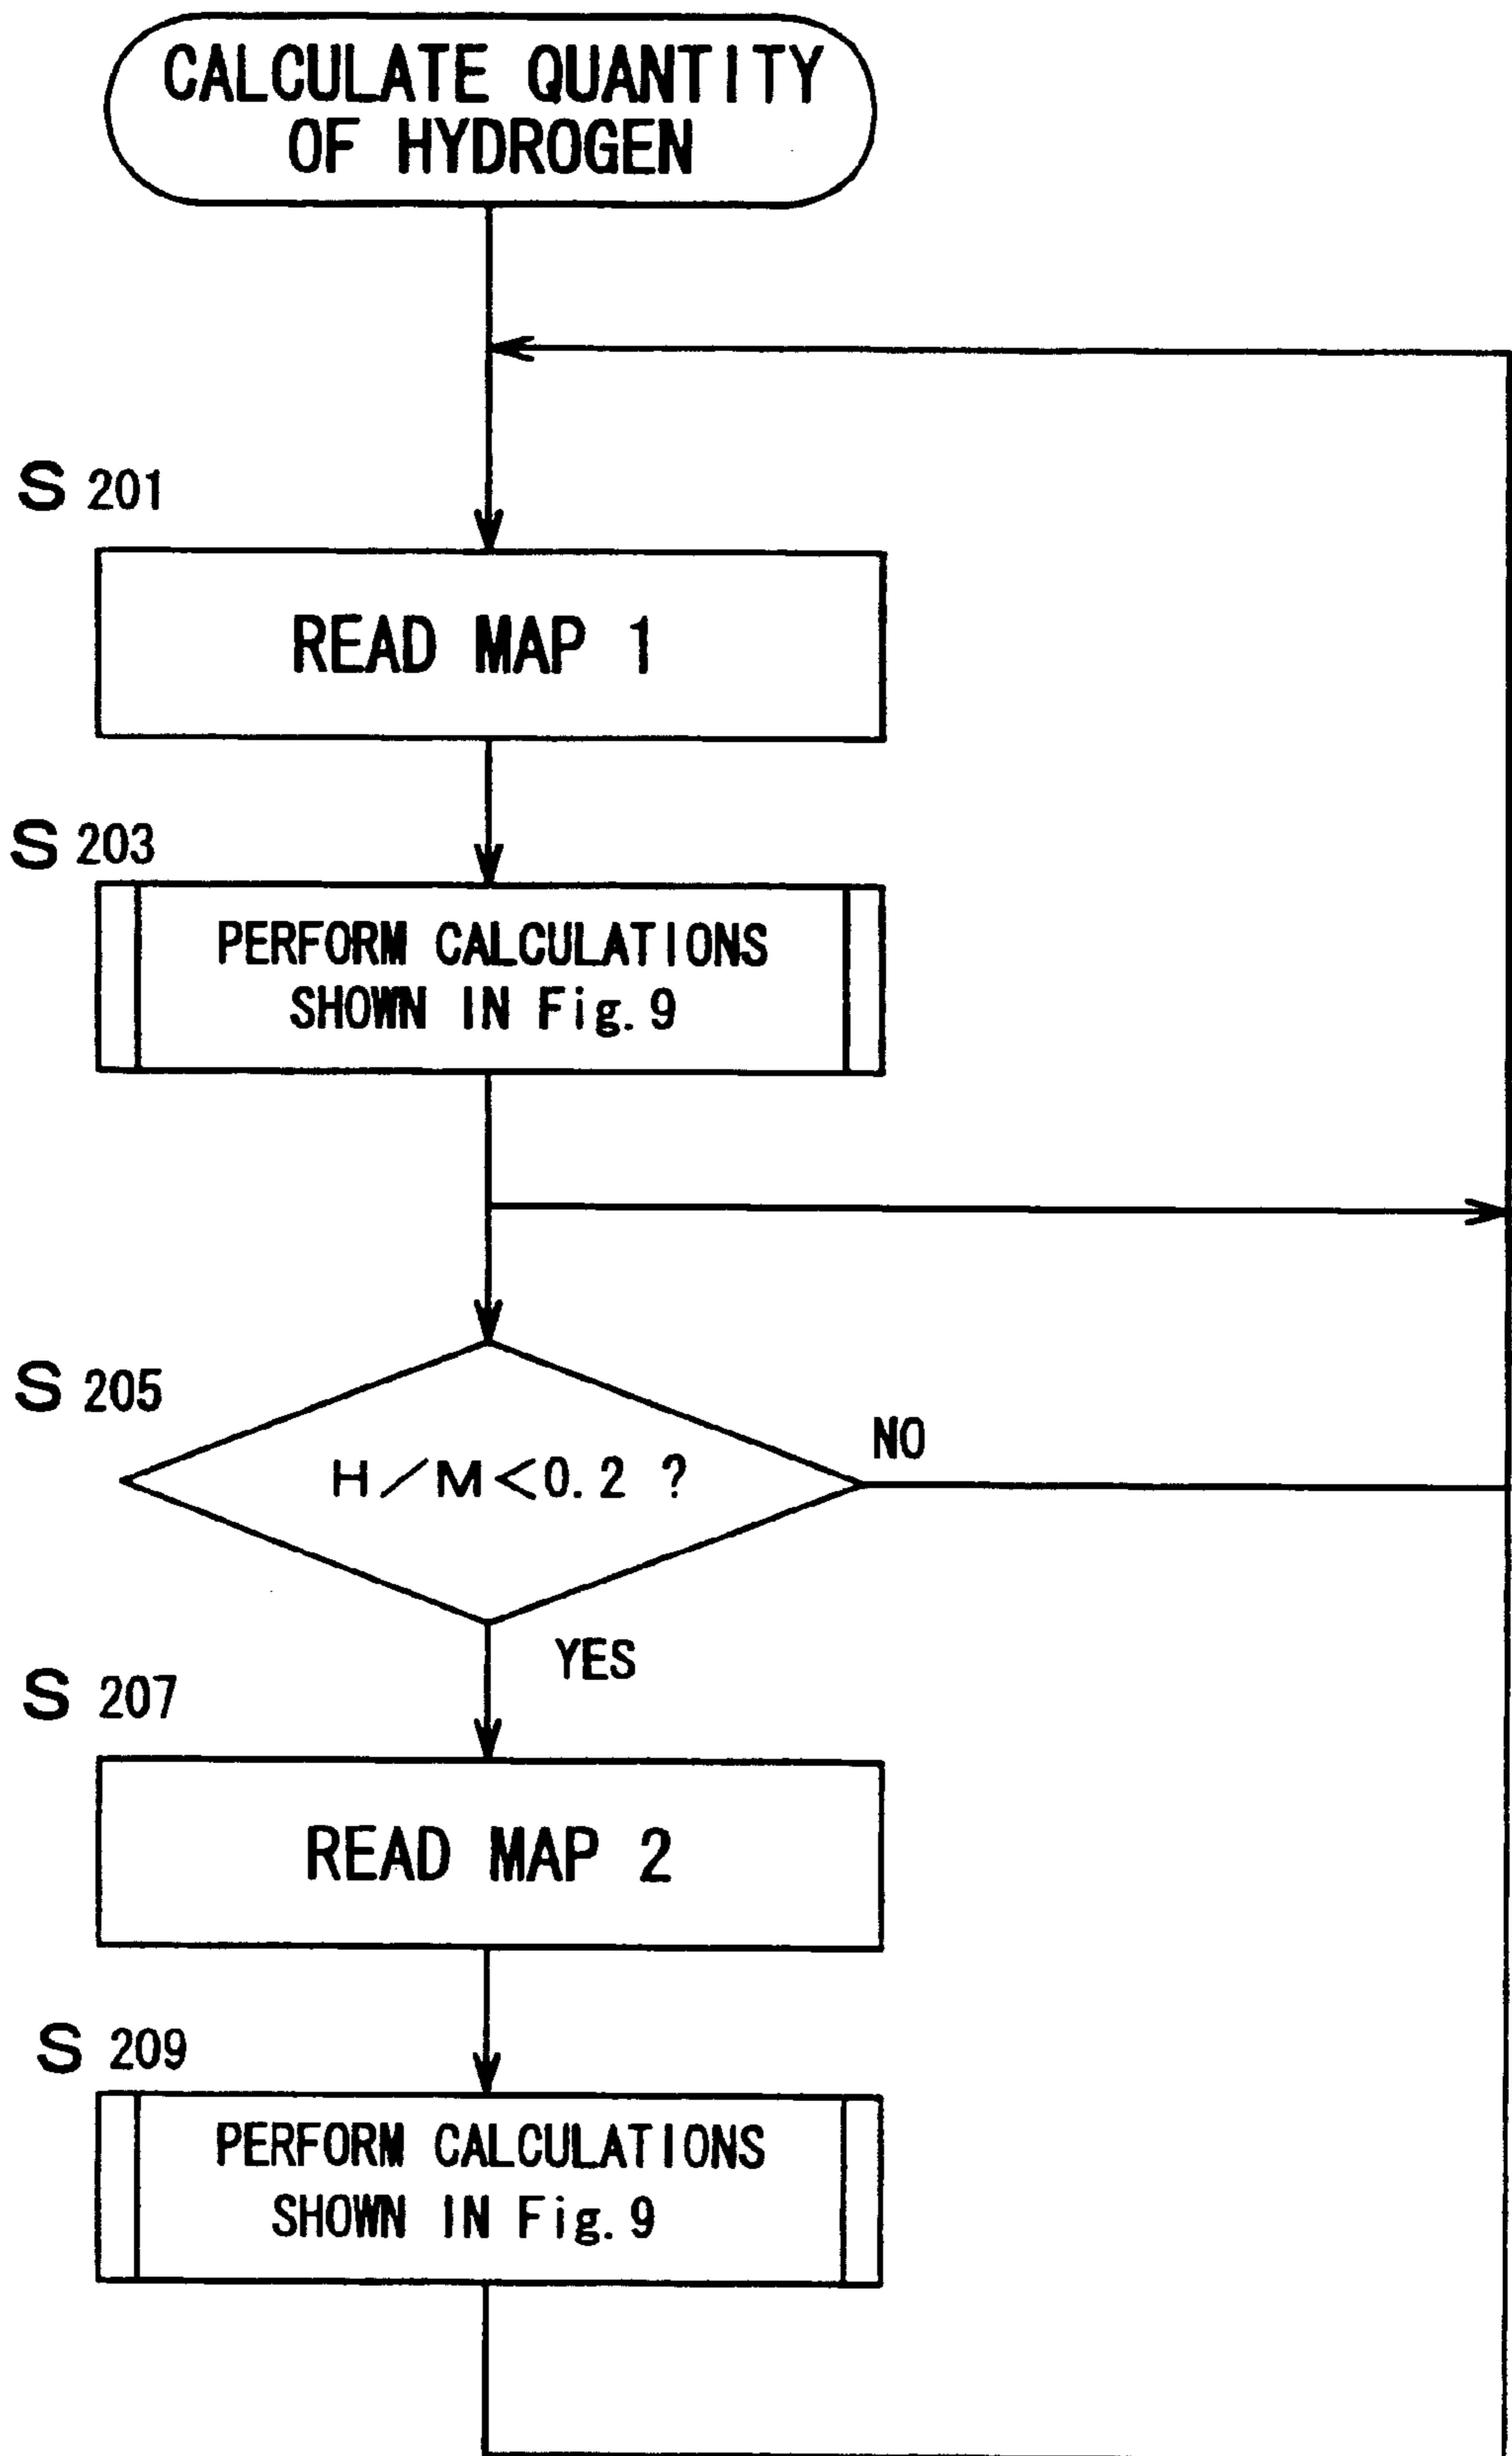 CALCULATE QUANTITY
OF HYDROGEN
S 201
READ MAP 1
S 203
PERFORM CALCULATIONS
SHOWN IN Fig. 9
S 205
H/M<0.2 ?
NO
YES
S 207
READ MAP 2
S 209
PERFORM CALCULATIONS
SHOWN IN Fig. 9